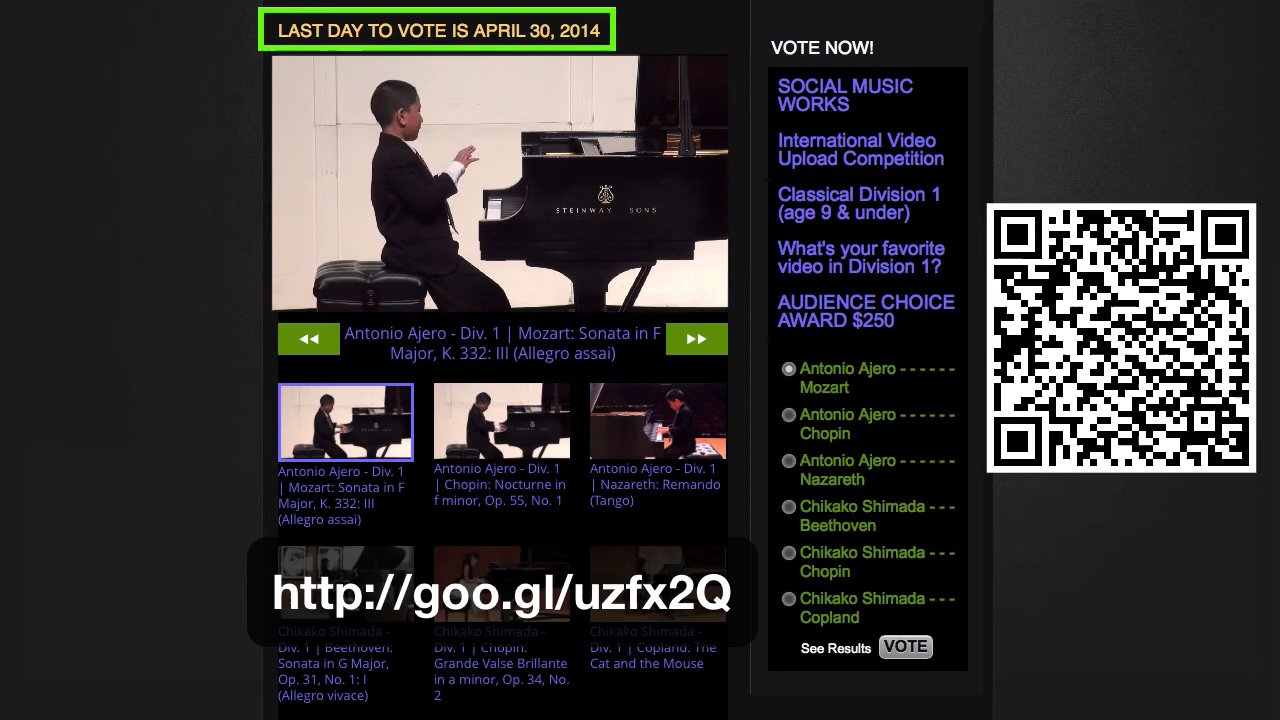 LAST DAY TO VOTE IS APRIL 30, 2014
STEINWAY SONS
Antonio Ajero - Div. 1 | Mozart: Sonata in F
Major, K. 332: III (Allegro assai)
Antonio Ajero - Div. 1
| Mozart: Sonata in F
Major, K. 332: III
(Allegro assai)
Antonio Ajero - Div. 1
| Chopin: Nocturne in
f minor, Op. 55, No. 1
Antonio Ajero - Div. 1
| Nazareth: Remando
(Tango)
http://goo.gl/uzfx2Q
Chikako Shimada -
Div. 1 | Beethoven:
Sonata in G Major,
Op. 31, No. 1: I
(Allegro vivace)
Chikako Shimada -
Div. 1 | Chopin:
Grande Valse Brillante
in a minor, Op. 34, No.
2
Chikako Shimada -
Div. 1 | Copland: The
Cat and the Mouse
VOTE NOW!
SOCIAL MUSIC
WORKS
International Video
Upload Competition
Classical Division 1
(age 9 & under)
What's your favorite
video in Division 1?
AUDIENCE CHOICE
AWARD $250
Antonio Ajero - - - - - -
Mozart
Antonio Ajero - - - - - -
Chopin
Antonio Ajero - - - - - -
Nazareth
Chikako Shimada - - -
Beethoven
Chikako Shimada - - -
Chopin
Chikako Shimada - - -
Copland
See Results VOTE